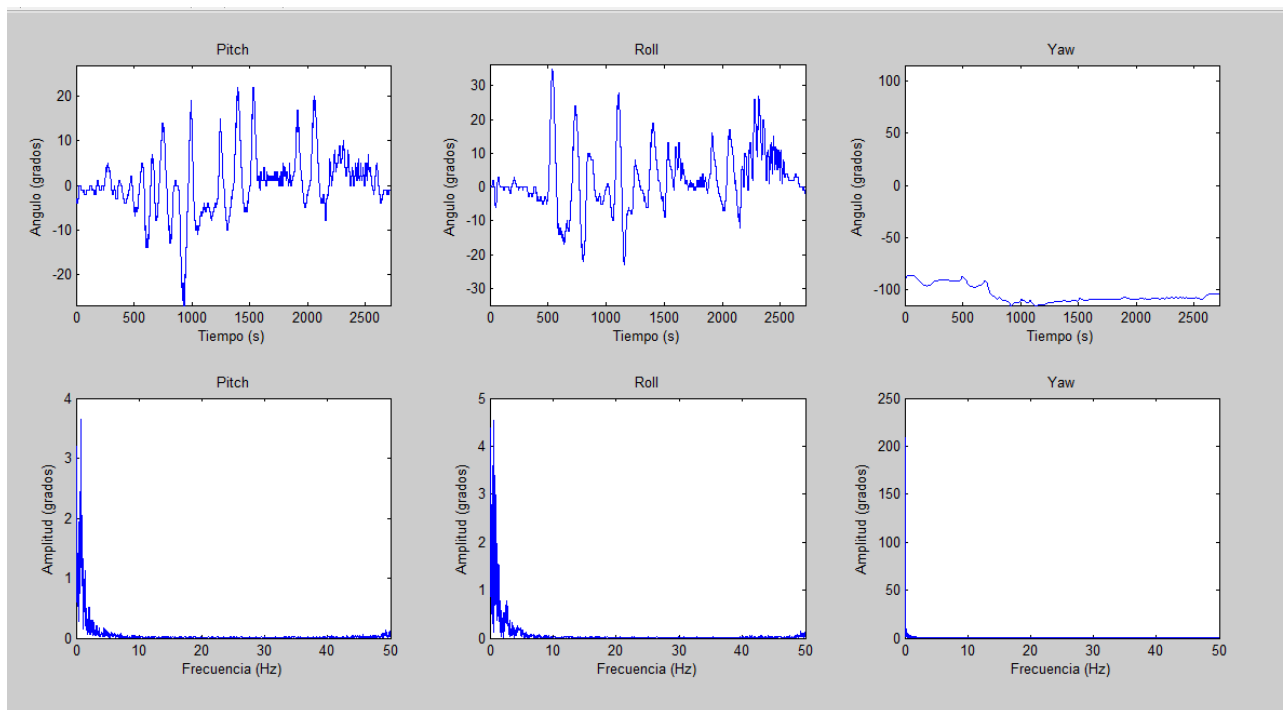 Pitch
Angulo (grados)
20
10
0
-10
-20
0 500 1000 1500 2000 2500
Tiempo (s)
Roll
Angulo (grados)
30
20
10
0
-10
-20
-30
0 500 1000 1500 2000 2500
Tiempo (s)
Yaw
Angulo (grados)
100
50
0
-50
-100
0 500 1000 1500 2000 2500
Tiempo (s)
Pitch
Amplitud (grados)
4
3
2
1
0
0 10 20 30 40 50
Frecuencia (Hz)
Roll
Amplitud (grados)
5
4
3
2
1
0
0 10 20 30 40 50
Frecuencia (Hz)
Yaw
Amplitud (grados)
250
200
150
100
50
0
0 10 20 30 40 50
Frecuencia (Hz)